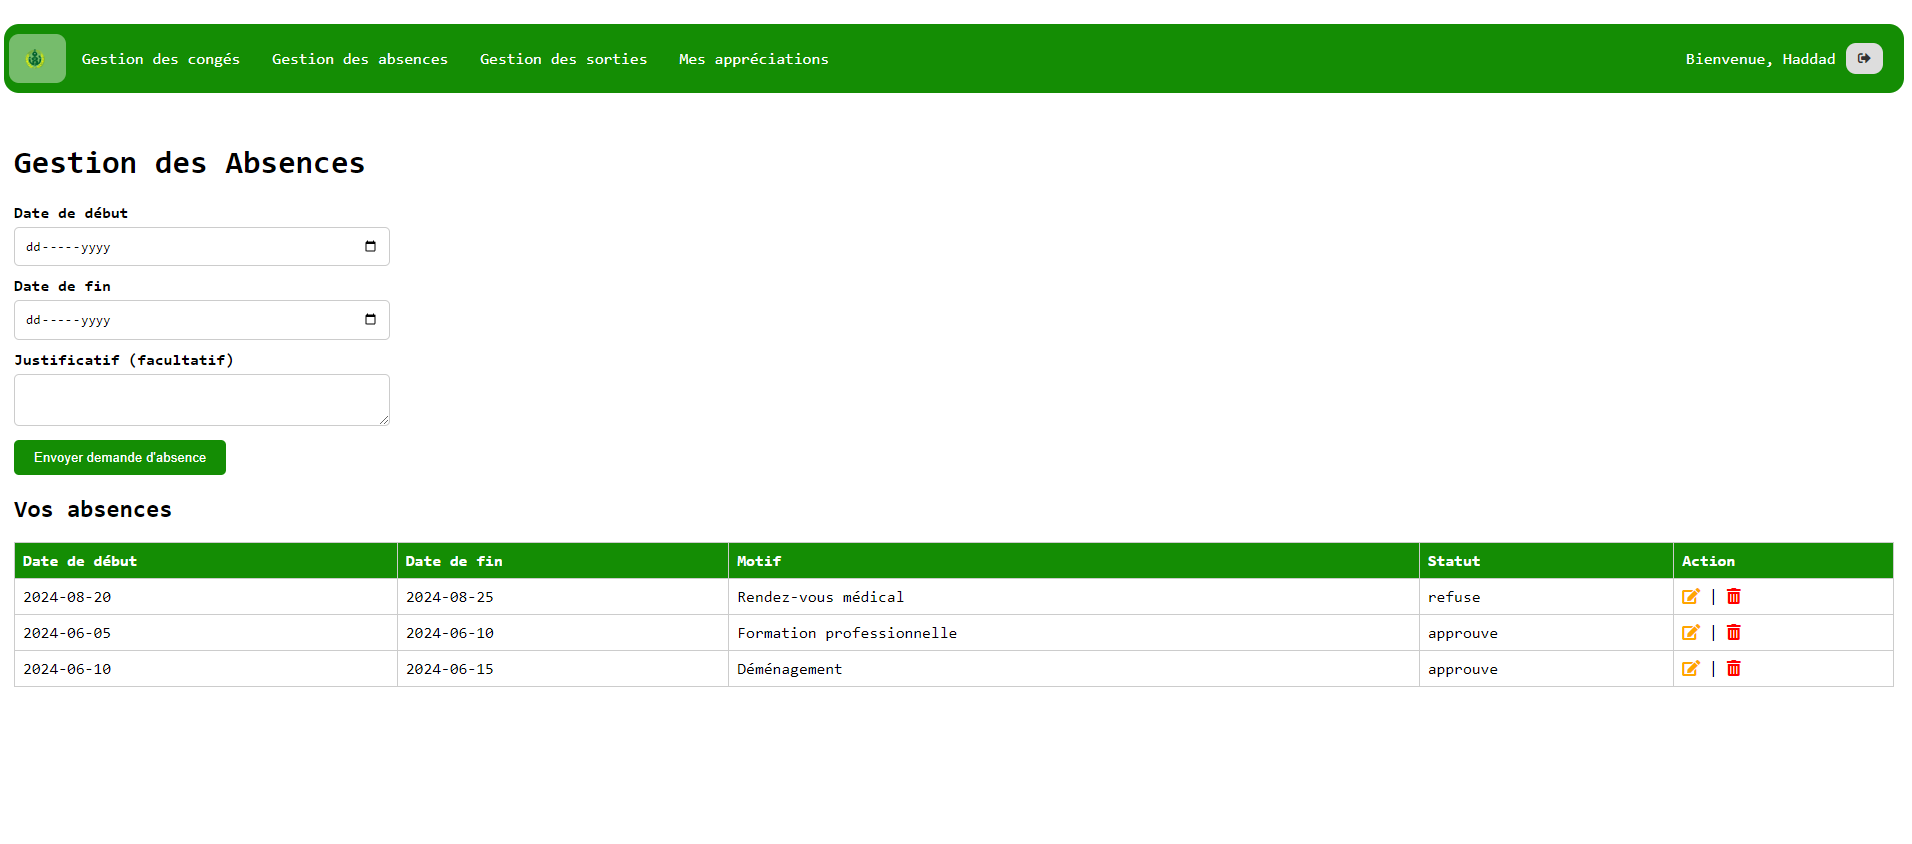 Gestion des congés Gestion des absences Gestion des sorties Mes appréciations Bienvenue, Haddad
Gestion des Absences
Date de début
dd-----yyyy
Date de fin
dd-----yyyy
Justificatif (facultatif)
Envoyer demande d'absence
Vos absences
Date de début Date de fin Motif Statut Action
2024-08-20 2024-08-25 Rendez-vous médical refuse |
2024-06-05 2024-06-10 Formation professionnelle approuve |
2024-06-10 2024-06-15 Déménagement approuve |